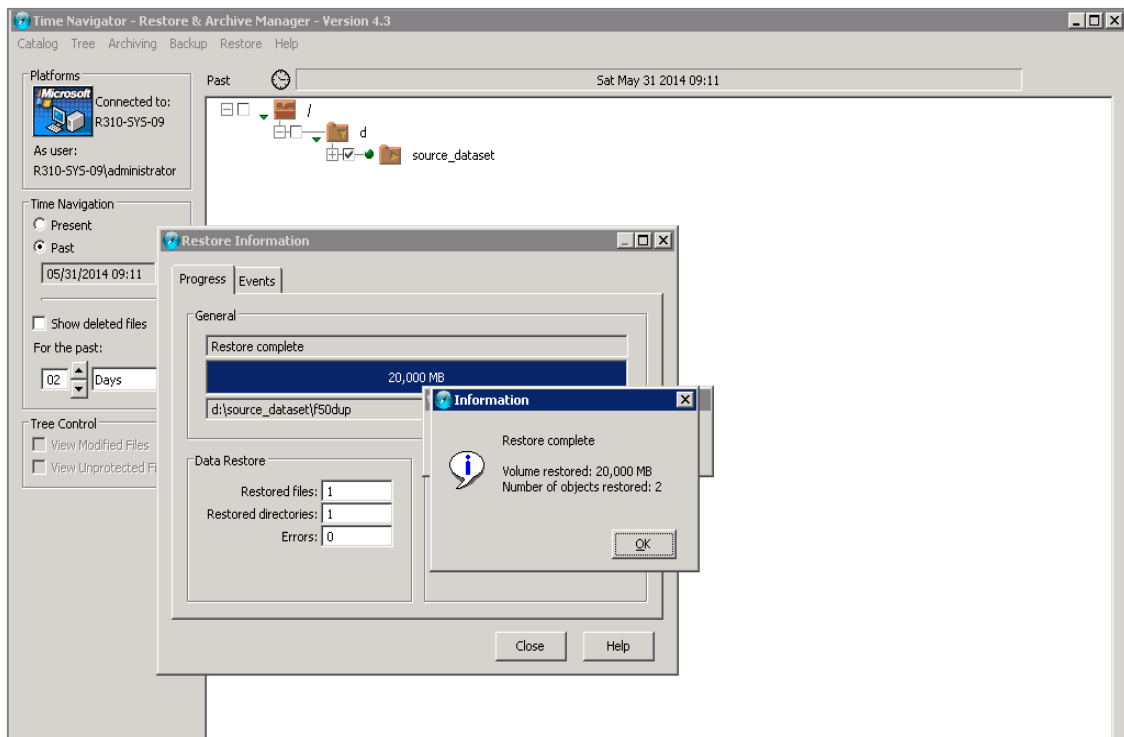 Time Navigator - Restore & Archive Manager - Version 4.3
Catalog Tree Archiving Backup Restore Help
Platforms
Microsoft
Connected to:
R310-SYS-09
As user:
R310-SYS-09\administrator
Past
Sat May 31 2014 09:11
/
d
source_dataset
Time Navigation
Present
Past
05/31/2014 09:11
Show deleted files
For the past:
02 Days
Tree Control
View Modified Files
View Unprotected Fi
Restore Information
Progress Events
General
Restore complete
20,000 MB
d:\source_dataset\f50dup
Data Restore
Restored files: 1
Restored directories: 1
Errors: 0
Close Help
Information
Restore complete
Volume restored: 20,000 MB
Number of objects restored: 2
OK